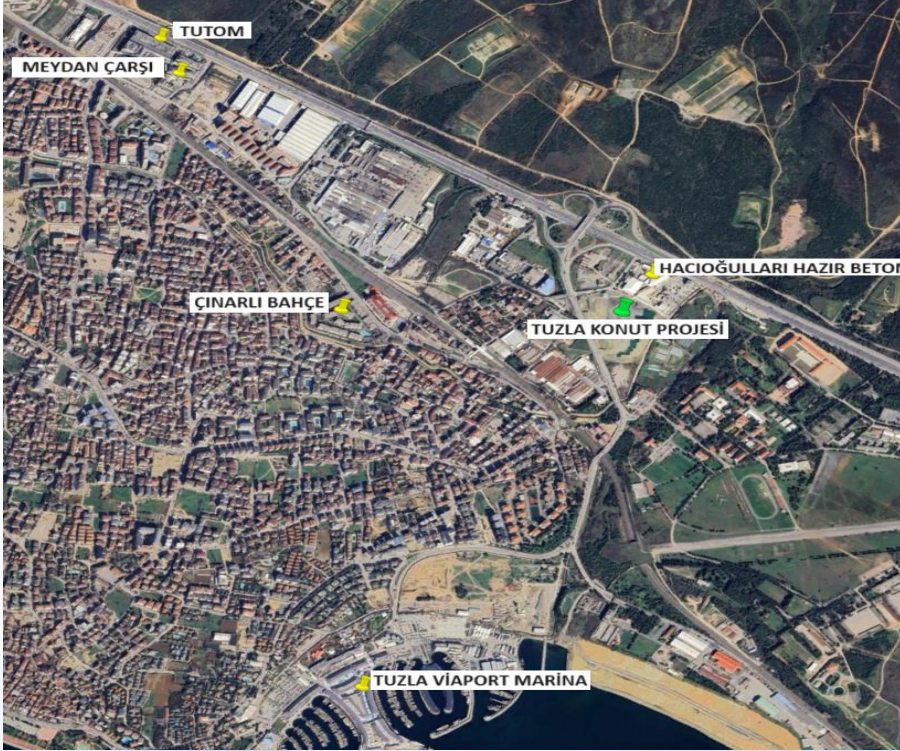 TUTOM
MEYDAN ÇARŞI
HACIOĞULLARI HAZIR BETON
ÇINARLI BAHÇE
TUZLA KONUT PROJESİ
TUZLA VİAPORT MARİNA